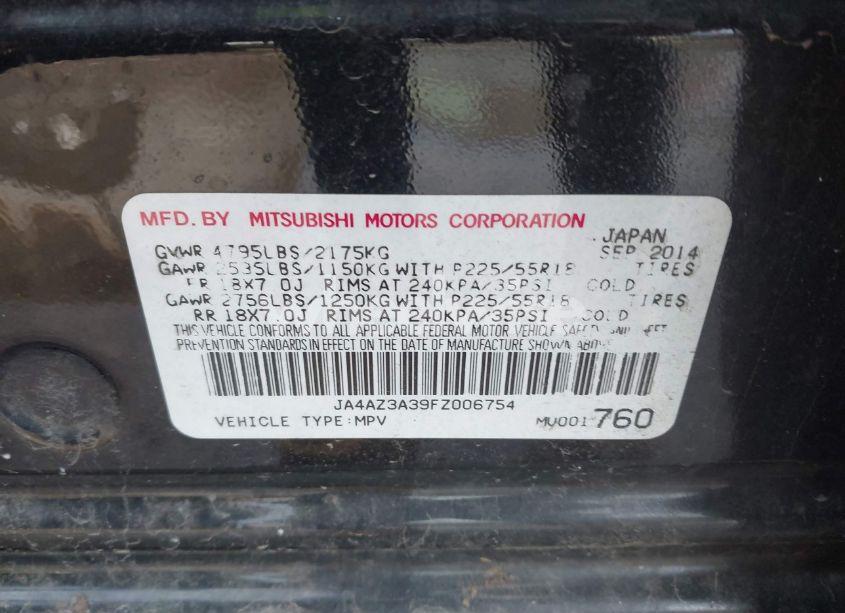 MFD. BY MITSUBISHI MOTORS CORPORATION
JAPAN
GVWR 4795LBS/2175KG SEP 2014
GAWR 2535LBS/1150KG WITH P225/55R18 TIRES
FR 18X7.0J RIMS AT 240KPA/35PSI COLD
GAWR 2756LBS/1250KG WITH P225/55R18 TIRES
RR 18X7.0J RIMS AT 240KPA/35PSI COLD
THIS VEHICLE CONFORMS TO ALL APPLICABLE FEDERAL MOTOR VEHICLE SAFETY AND THEFT
PREVENTION STANDARDS IN EFFECT ON THE DATE OF MANUFACTURE SHOWN ABOVE
JA4AZ3A39FZ006754
VEHICLE TYPE:MPV MU001760